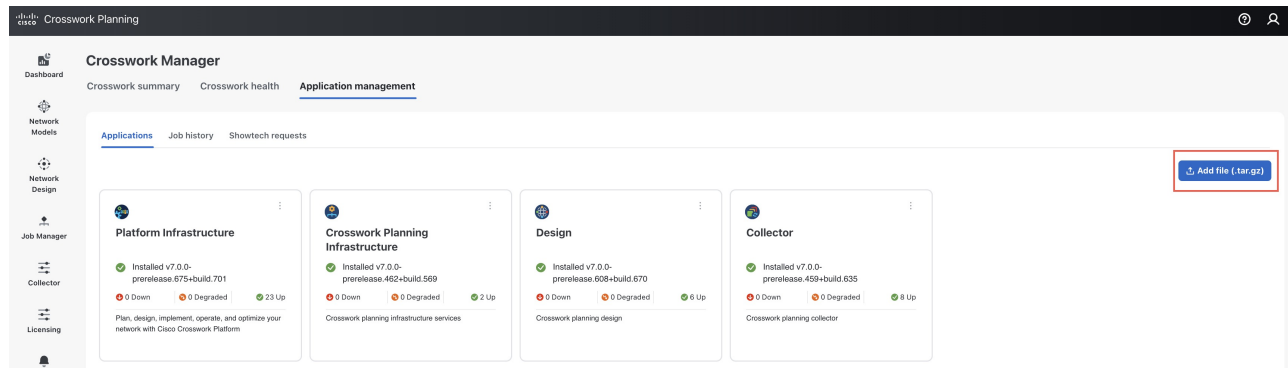 CISCO Crosswork Planning
Dashboard
Network
Models
Network
Design
Job Manager
Collector
Licensing
Crosswork Manager
Crosswork summary Crosswork health Application management
Applications Job history Showtech requests
Add file (.tar.gz)
Platform Infrastructure
Installed v7.0.0-
prerelease.675+build.701
0 Down 0 Degraded 23 Up
Plan, design, implement, operate, and optimize your
network with Cisco Crosswork Platform
Crosswork Planning
Infrastructure
Installed v7.0.0-
prerelease.462+build.569
0 Down 0 Degraded 2 Up
Crosswork planning infrastructure services
Design
Installed v7.0.0-
prerelease.608+build.670
0 Down 0 Degraded 6 Up
Crosswork planning design
Collector
Installed v7.0.0-
prerelease.459+build.635
0 Down 0 Degraded 8 Up
Crosswork planning collector